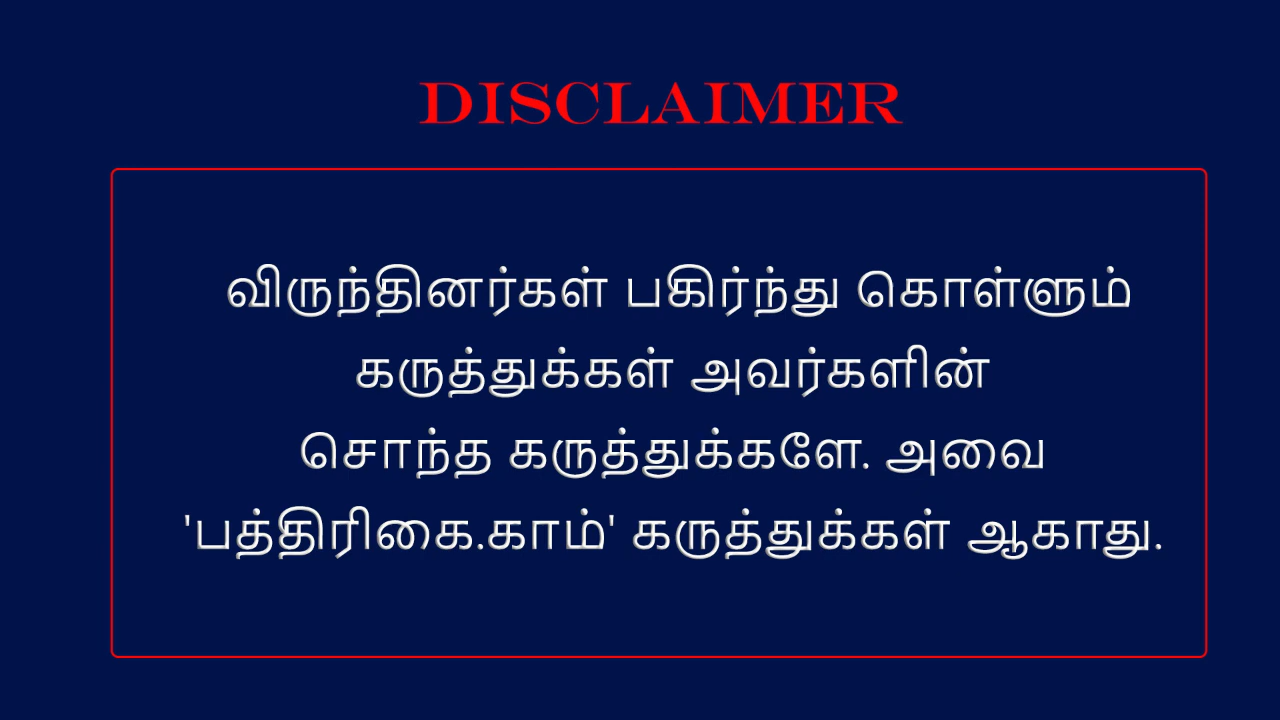 DISCLAIMER
விருந்தினர்கள் பகிர்ந்து கொள்ளும்
கருத்துக்கள் அவர்களின்
சொந்த கருத்துக்களே. அவை
'பத்திரிகை.காம்' கருத்துக்கள் ஆகாது.